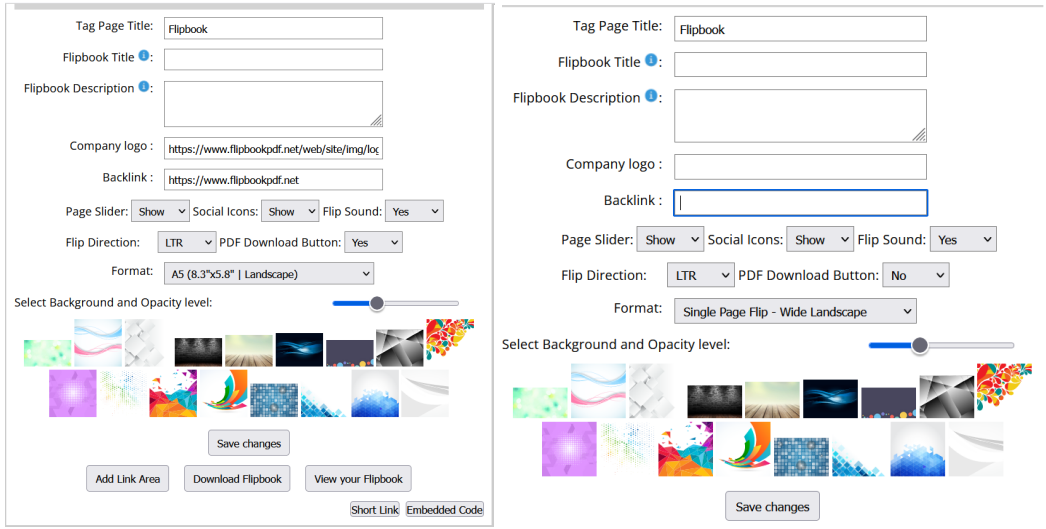 Tag Page Title: Flipbook
Flipbook Title i :
Flipbook Description i :
Company logo : https://www.flipbookpdf.net/web/site/img/log
Backlink : https://www.flipbookpdf.net
Page Slider: Show Social Icons: Show Flip Sound: Yes
Flip Direction: LTR PDF Download Button: Yes
Format: A5 (8.3"x5.8" | Landscape)
Select Background and Opacity level:
Save changes
Add Link Area Download Flipbook View your Flipbook
Short Link Embedded Code
Tag Page Title: Flipbook
Flipbook Title i :
Flipbook Description i :
Company logo :
Backlink :
Page Slider: Show Social Icons: Show Flip Sound: Yes
Flip Direction: LTR PDF Download Button: No
Format: Single Page Flip - Wide Landscape
Select Background and Opacity level:
Save changes